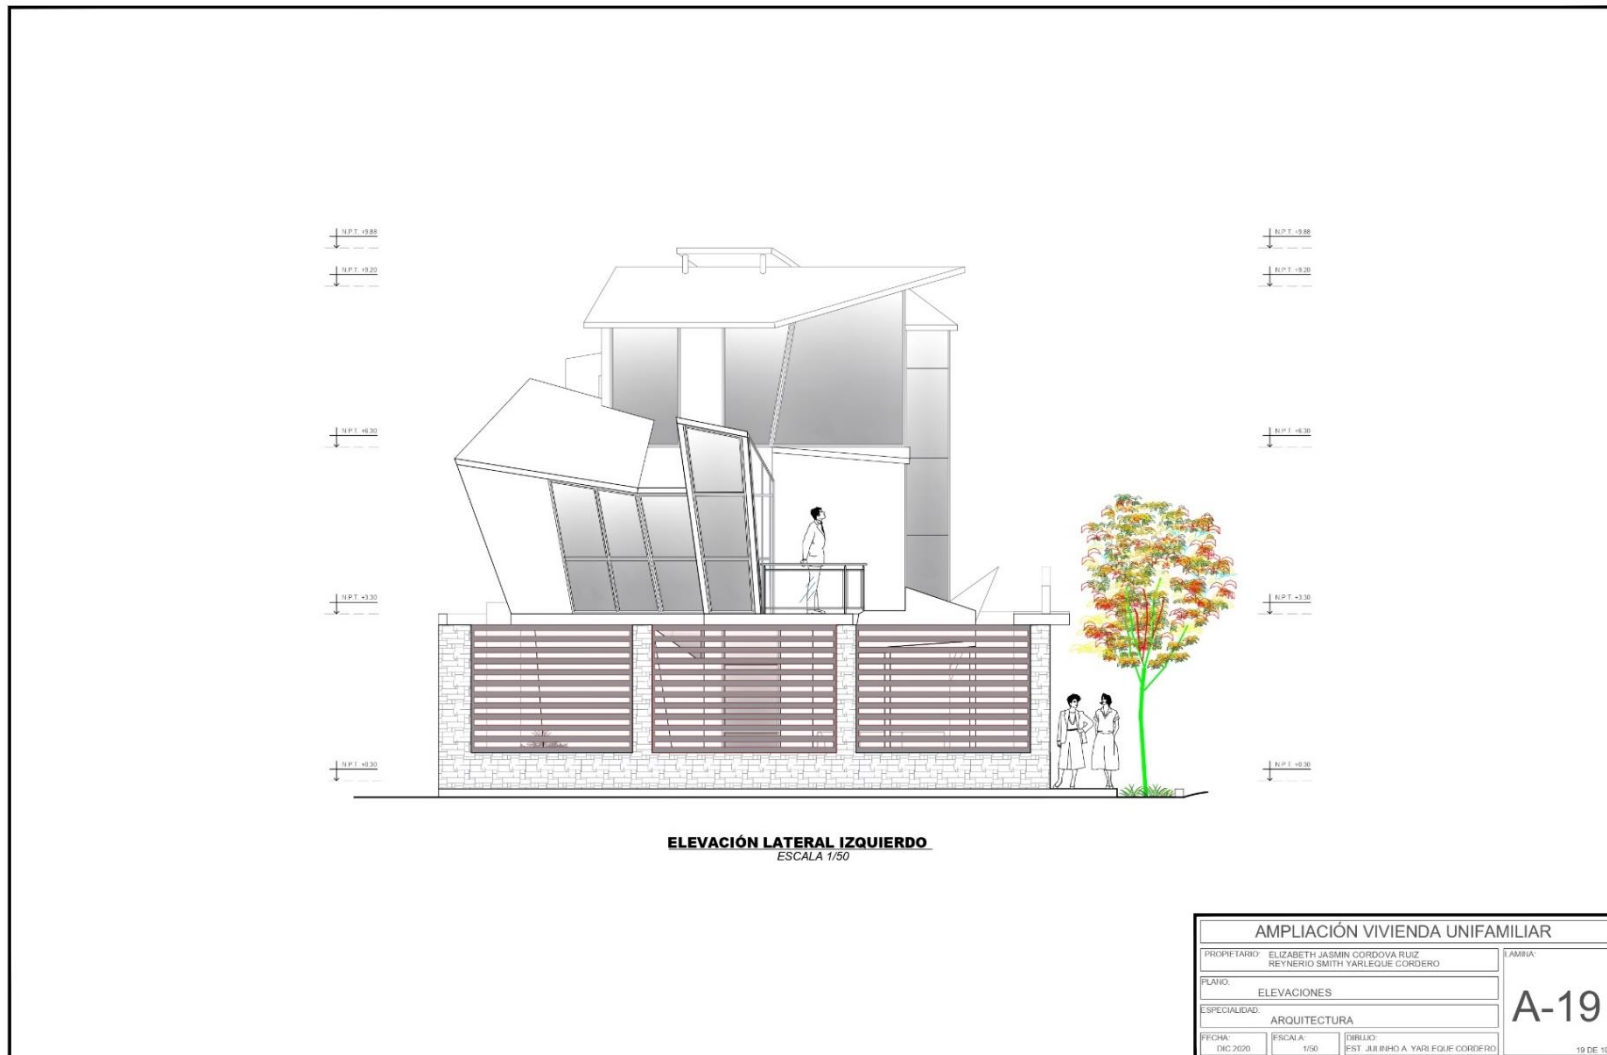 N.P.T. +9.88
N.P.T. +9.88
N.P.T. +9.20
N.P.T. +9.20
N.P.T. +6.30
N.P.T. +6.30
N.P.T. +3.30
N.P.T. +3.30
N.P.T. +0.30
N.P.T. +0.30
ELEVACIÓN LATERAL IZQUIERDO
ESCALA 1/50
AMPLIACIÓN VIVIENDA UNIFAMILIAR
PROPIETARIO: ELIZABETH JASMIN CORDOVA RUIZ
REYNERIO SMITH YARLEQUE CORDERO
LAMINA:
PLANO:
ELEVACIONES
A-19
ESPECIALIDAD:
ARQUITECTURA
FECHA:
DIC 2020
ESCALA:
1/50
DIBUJO:
EST. JULINHO A. YARLEQUE CORDERO
19 DE